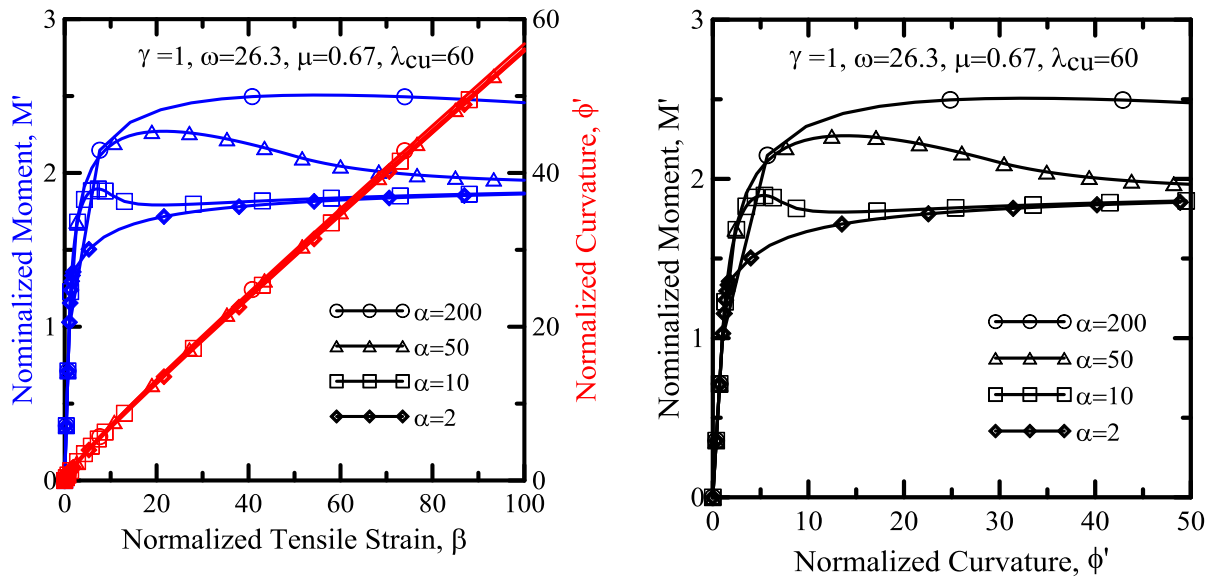 γ =1, ω=26.3, μ=0.67, λcu=60
Nominalized Moment, M'
3
2
1
0
60
40
20
0
Normalized Curvature, ϕ'
α=200
α=50
α=10
α=2
0 20 40 60 80 100
Normalized Tensile Strain, β
γ =1, ω=26.3, μ=0.67, λcu=60
Nominalized Moment, M'
3
2
1
0
α=200
α=50
α=10
α=2
0 10 20 30 40 50
Normalized Curvature, ϕ'